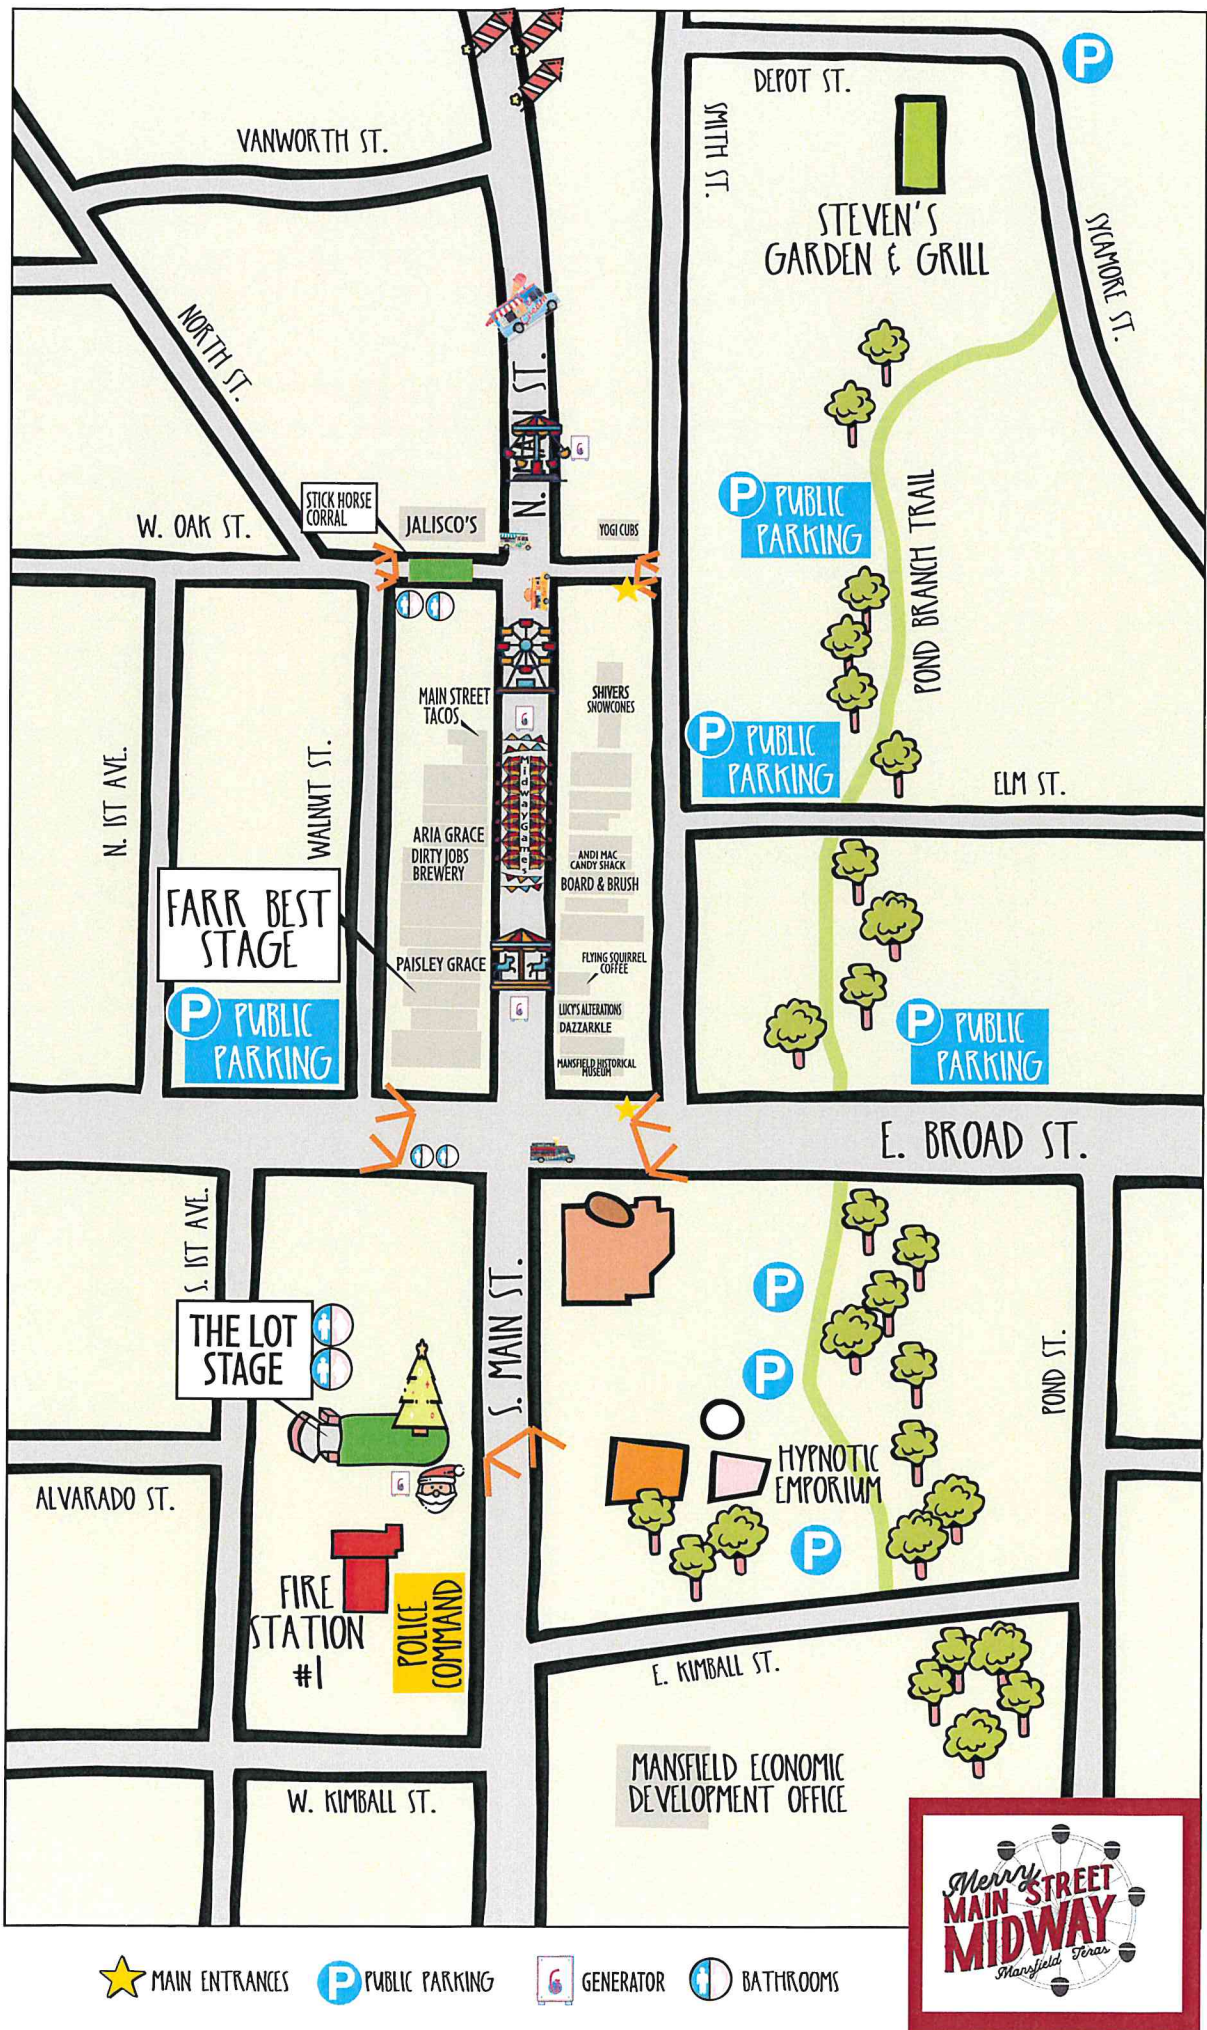 P
DEPOT ST.
SMITH ST.
VANWORTH ST.
STEVEN'S
GARDEN & GRILL
SYCAMORE ST.
NORTH ST.
N. MAIN ST.
G
STICK HORSE
CORRAL
JALISCO'S
W. OAK ST.
YOGI CUBS
P PUBLIC
PARKING
POND BRANCH TRAIL
MAIN STREET
TACOS
SHIVERS
SNOWCONES
G
P PUBLIC
PARKING
ELM ST.
N. 1ST AVE.
WALNUT ST.
Midway Games
ARIA GRACE
DIRTY JOBS
BREWERY
ANDI MAC
CANDY SHACK
BOARD & BRUSH
FARR BEST
STAGE
PAISLEY GRACE
FLYING SQUIRREL
COFFEE
G
LUCY'S ALTERATIONS
DAZZARKLE
P PUBLIC
PARKING
P PUBLIC
PARKING
MANSFIELD HISTORICAL
MUSEUM
E. BROAD ST.
S. 1ST AVE.
S. MAIN ST.
P
THE LOT
STAGE
P
POND ST.
HYPNOTIC
EMPORIUM
G
ALVARADO ST.
P
FIRE
STATION
#1
POLICE
COMMAND
E. KIMBALL ST.
MANSFIELD ECONOMIC
DEVELOPMENT OFFICE
W. KIMBALL ST.
Merry
MAIN STREET
MIDWAY
Mansfield Texas
MAIN ENTRANCES
P PUBLIC PARKING
G GENERATOR
BATHROOMS